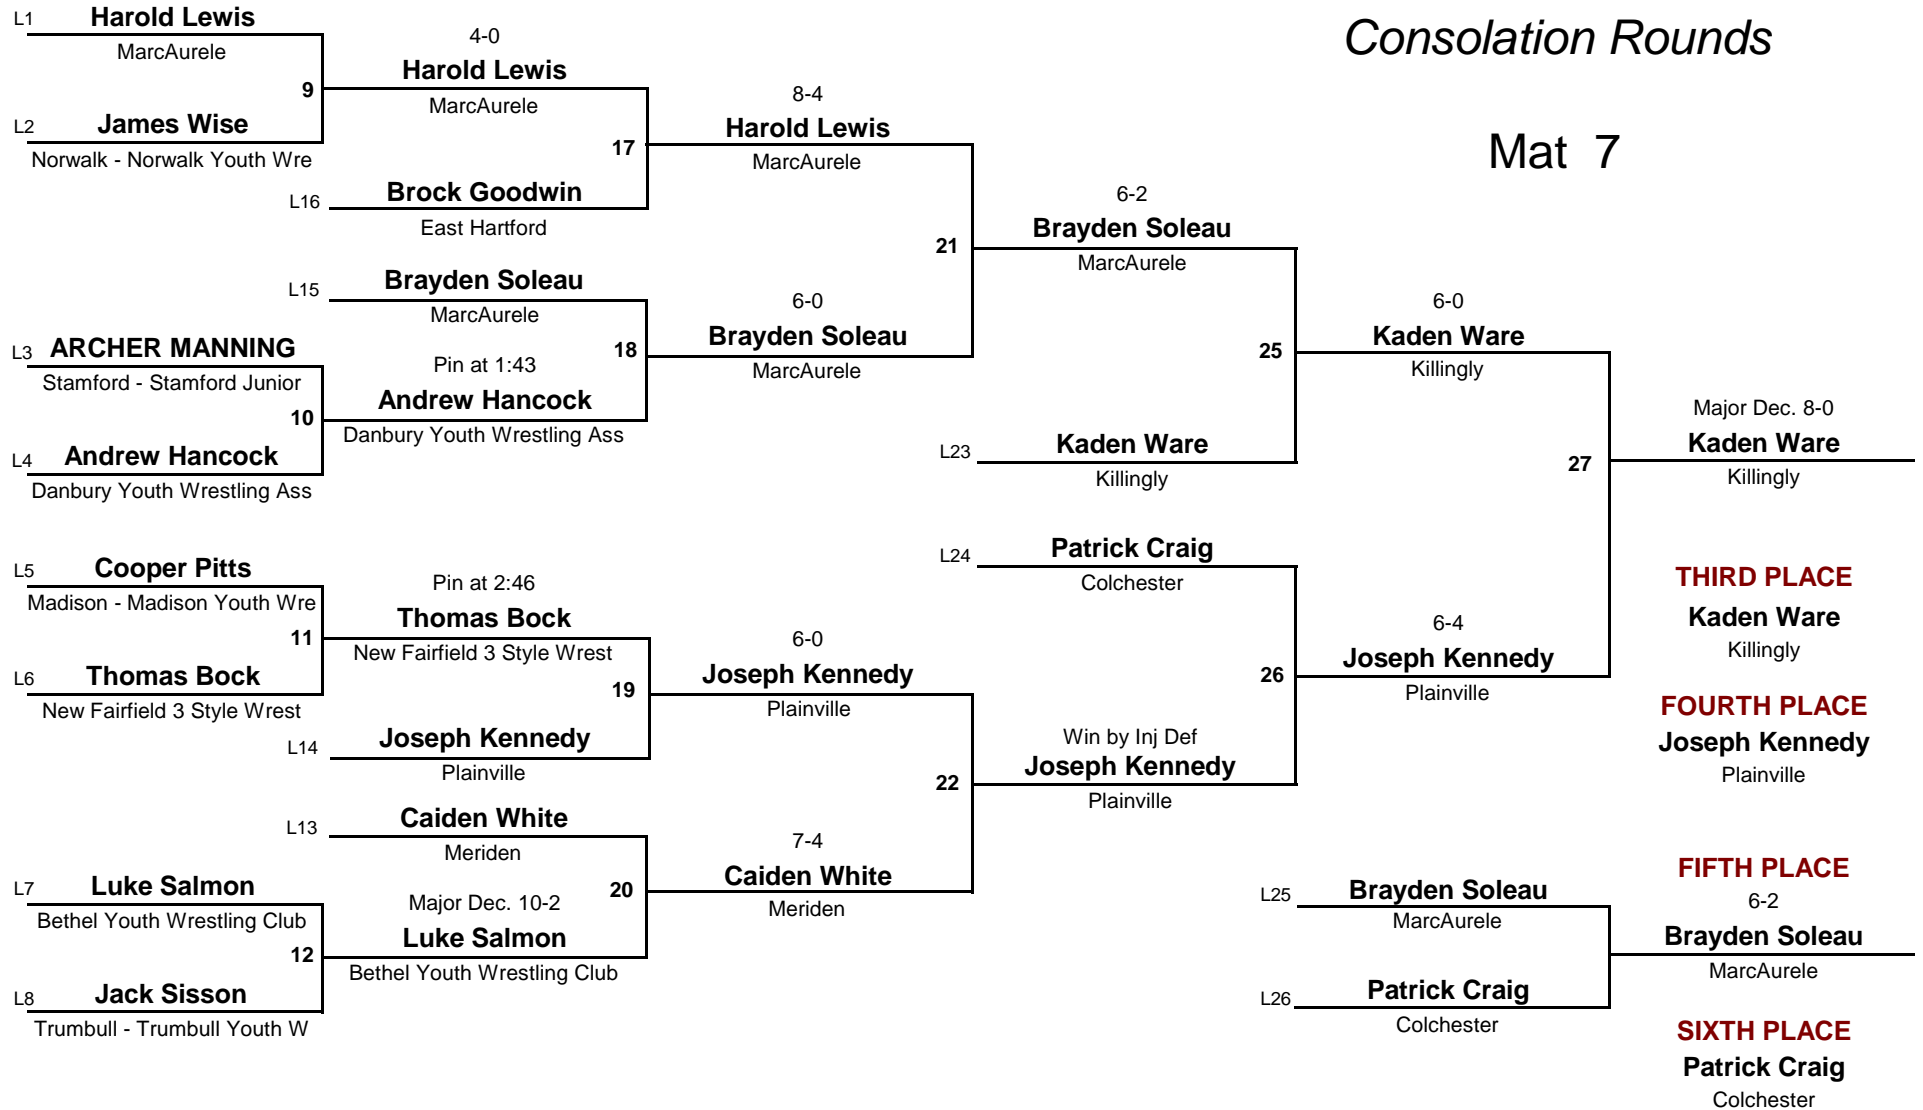 Consolation Rounds
Mat 7
L1 Harold Lewis
MarcAurele
9
L2 James Wise
Norwalk - Norwalk Youth Wre
L3 ARCHER MANNING
Stamford - Stamford Junior
10
L4 Andrew Hancock
Danbury Youth Wrestling Ass
L5 Cooper Pitts
Madison - Madison Youth Wre
11
L6 Thomas Bock
New Fairfield 3 Style Wrest
L7 Luke Salmon
Bethel Youth Wrestling Club
12
L8 Jack Sisson
Trumbull - Trumbull Youth W
4-0
Harold Lewis
MarcAurele
17
L16 Brock Goodwin
East Hartford
L15 Brayden Soleau
MarcAurele
18
Pin at 1:43
Andrew Hancock
Danbury Youth Wrestling Ass
Pin at 2:46
Thomas Bock
New Fairfield 3 Style Wrest
19
L14 Joseph Kennedy
Plainville
L13 Caiden White
Meriden
20
Major Dec. 10-2
Luke Salmon
Bethel Youth Wrestling Club
8-4
Harold Lewis
MarcAurele
21
6-0
Brayden Soleau
MarcAurele
6-0
Joseph Kennedy
Plainville
22
7-4
Caiden White
Meriden
6-2
Brayden Soleau
MarcAurele
25
L23 Kaden Ware
Killingly
L24 Patrick Craig
Colchester
26
Win by Inj Def
Joseph Kennedy
Plainville
6-0
Kaden Ware
Killingly
27
6-4
Joseph Kennedy
Plainville
Major Dec. 8-0
Kaden Ware
Killingly
THIRD PLACE
Kaden Ware
Killingly
FOURTH PLACE
Joseph Kennedy
Plainville
L25 Brayden Soleau
MarcAurele
L26 Patrick Craig
Colchester
FIFTH PLACE
6-2
Brayden Soleau
MarcAurele
SIXTH PLACE
Patrick Craig
Colchester